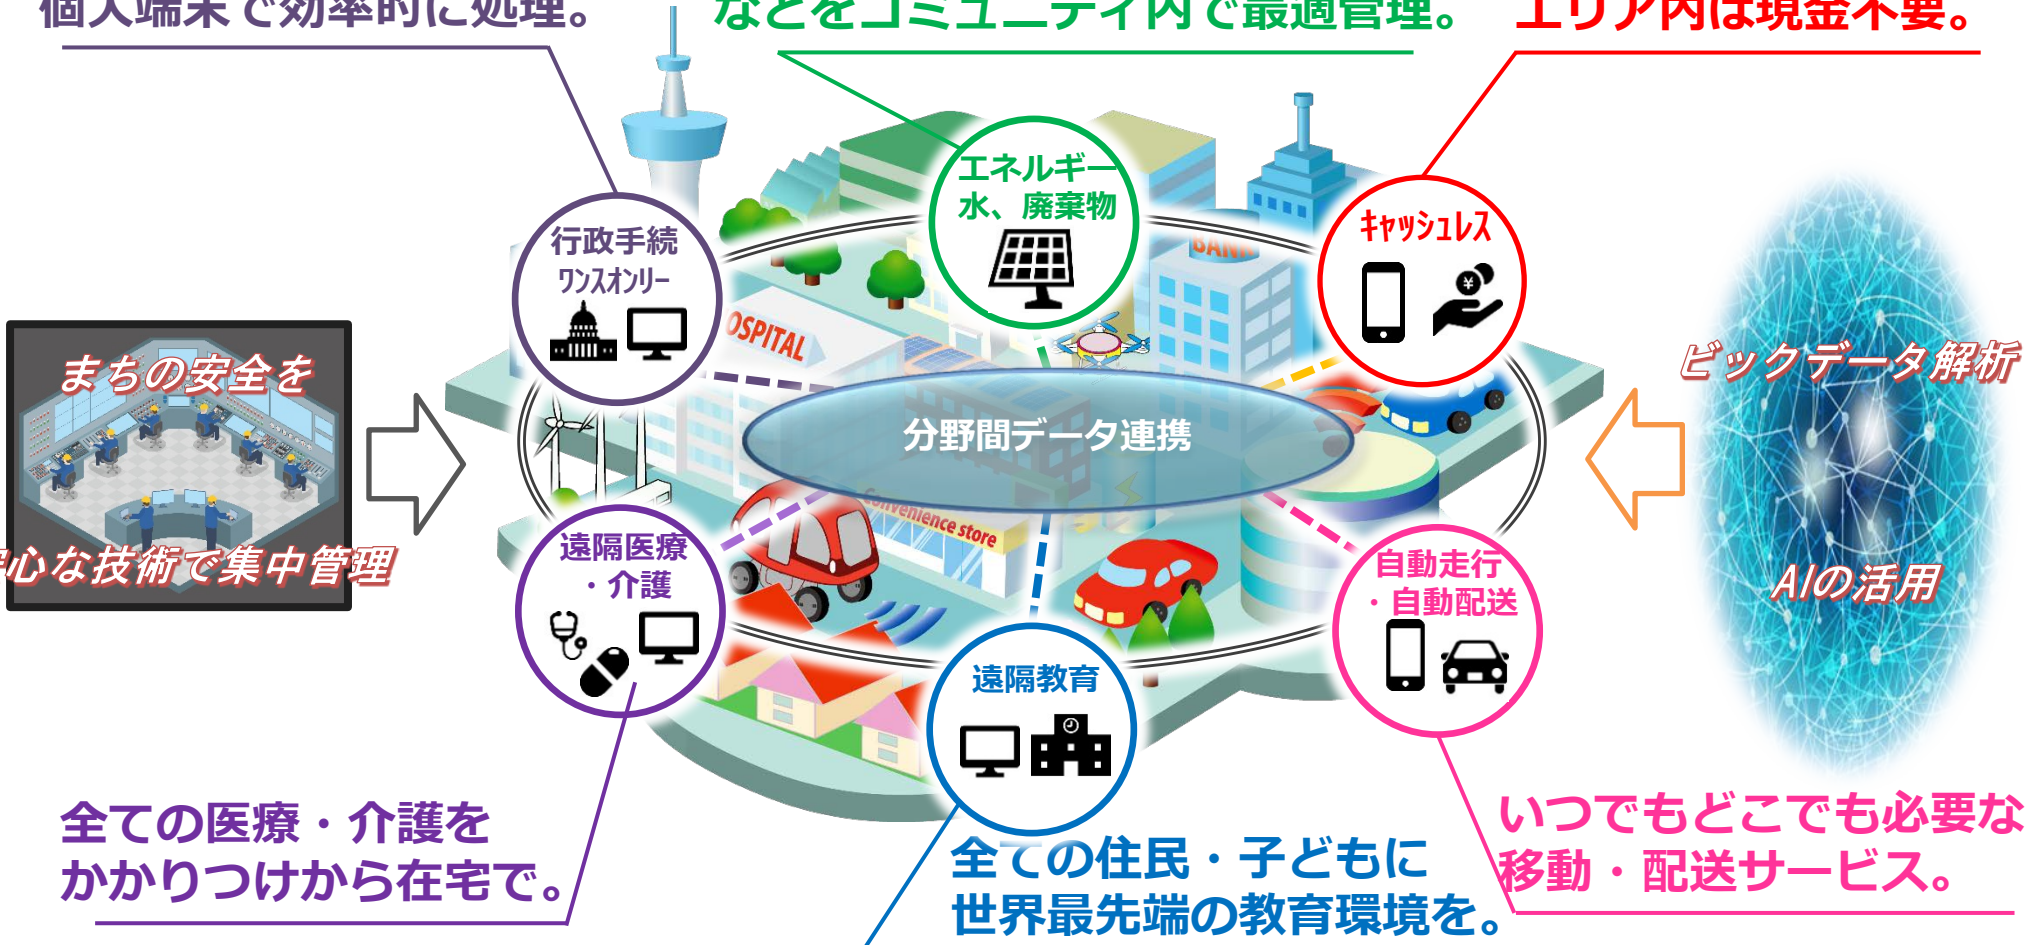 個人端末で効率的に処理。
などをコミュニティ内で最適管理。
エリア内は現金不要。
エネルギー
水、廃棄物
行政手続
ワンスオンリー
キャッシュレス
BANK
OSPITAL
まちの安全を
心な技術で集中管理
ビックデータ解析
AIの活用
分野間データ連携
Convenience store
遠隔医療
・介護
自動走行
・自動配送
遠隔教育
全ての医療・介護を
かかりつけから在宅で。
全ての住民・子どもに
世界最先端の教育環境を。
いつでもどこでも必要な
移動・配送サービス。